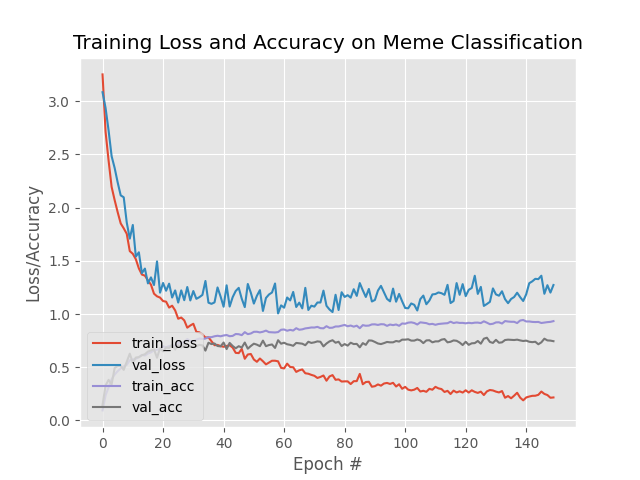 Training Loss and Accuracy on Meme Classification
Loss/Accuracy
3.0
2.5
2.0
1.5
1.0
0.5
0.0
train_loss
val_loss
train_acc
val_acc
0 20 40 60 80 100 120 140
Epoch #